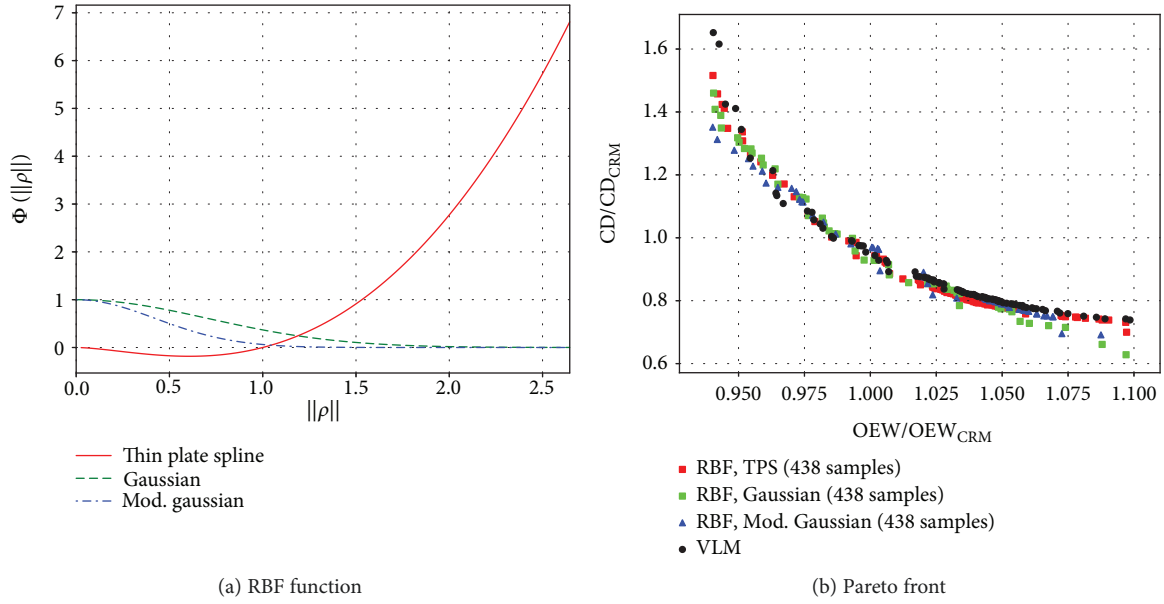 7
6
5
4
3
2
1
0
Φ (||ρ||)
0.0
0.5
1.0
1.5
2.0
2.5
||ρ||
Thin plate spline
Gaussian
Mod. gaussian
(a) RBF function
1.6
1.4
1.2
1.0
0.8
0.6
CD/CD_CRM
0.950
0.975
1.000
1.025
1.050
1.075
1.100
OEW/OEW_CRM
RBF, TPS (438 samples)
RBF, Gaussian (438 samples)
RBF, Mod. Gaussian (438 samples)
VLM
(b) Pareto front